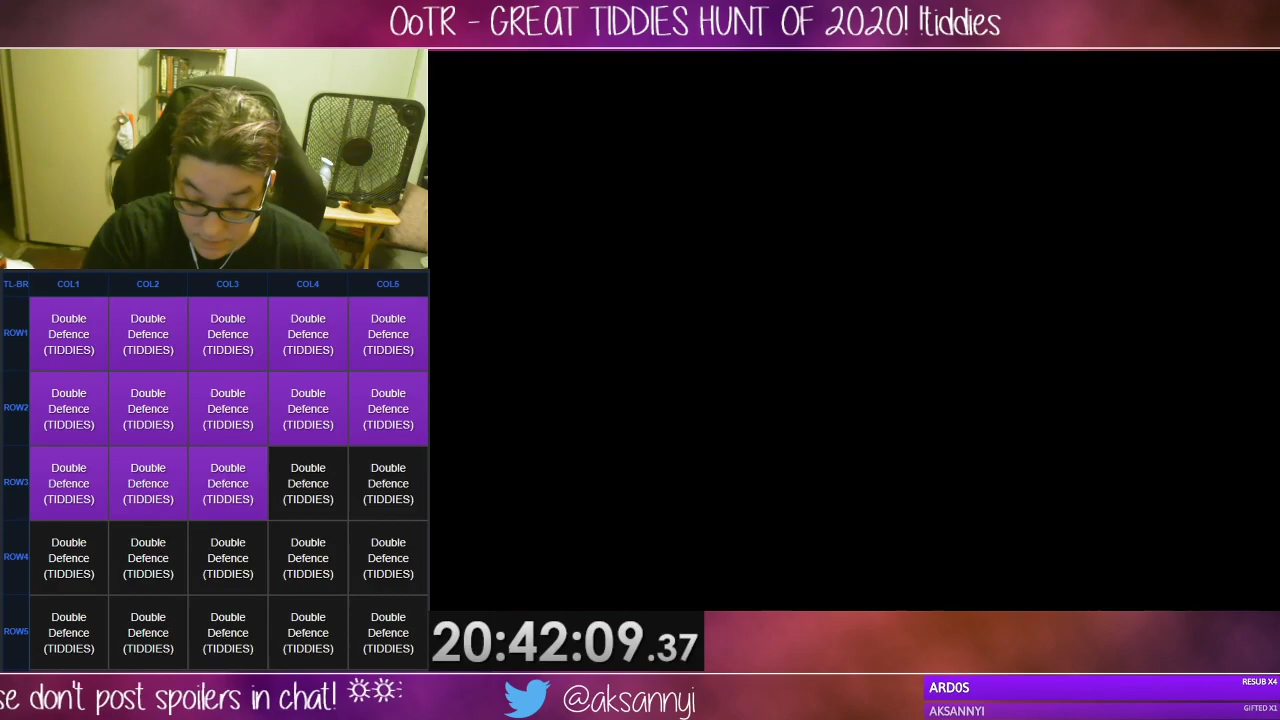 OoTR - GREAT TIDDIES HUNT OF 2020! !tiddies
TL-BR COL1 COL2 COL3 COL4 COL5
ROW1
Double Double Double Double Double
Defence Defence Defence Defence Defence
(TIDDIES) (TIDDIES) (TIDDIES) (TIDDIES) (TIDDIES)
ROW2
Double Double Double Double Double
Defence Defence Defence Defence Defence
(TIDDIES) (TIDDIES) (TIDDIES) (TIDDIES) (TIDDIES)
ROW3
Double Double Double Double Double
Defence Defence Defence Defence Defence
(TIDDIES) (TIDDIES) (TIDDIES) (TIDDIES) (TIDDIES)
ROW4
Double Double Double Double Double
Defence Defence Defence Defence Defence
(TIDDIES) (TIDDIES) (TIDDIES) (TIDDIES) (TIDDIES)
ROW5
Double Double Double Double Double
Defence Defence Defence Defence Defence
(TIDDIES) (TIDDIES) (TIDDIES) (TIDDIES) (TIDDIES)
20:42:09.37
se don't post spoilers in chat!
@aksannyi
ARD0S RESUB X4
AKSANNYI GIFTED X1